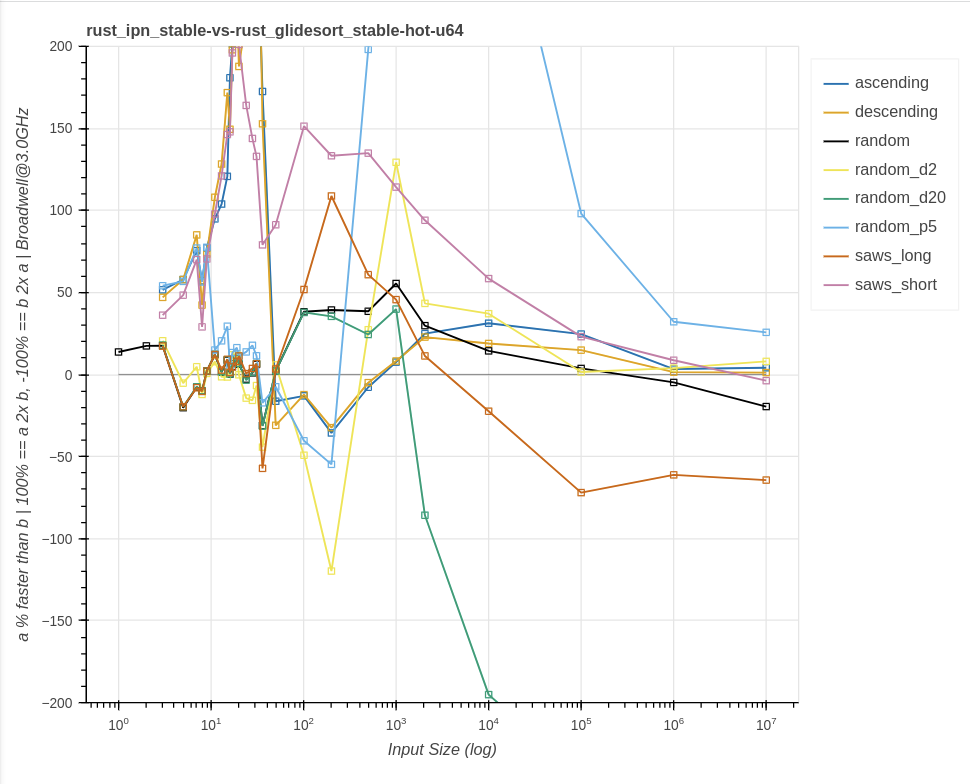 rust_ipn_stable-vs-rust_glidesort_stable-hot-u64
a % faster than b | 100% == a 2x b, -100% == b 2x a | Broadwell@3.0GHz
200
150
100
50
0
−50
−100
−150
−200
10⁰ 10¹ 10² 10³ 10⁴ 10⁵ 10⁶ 10⁷
Input Size (log)
ascending
descending
random
random_d2
random_d20
random_p5
saws_long
saws_short